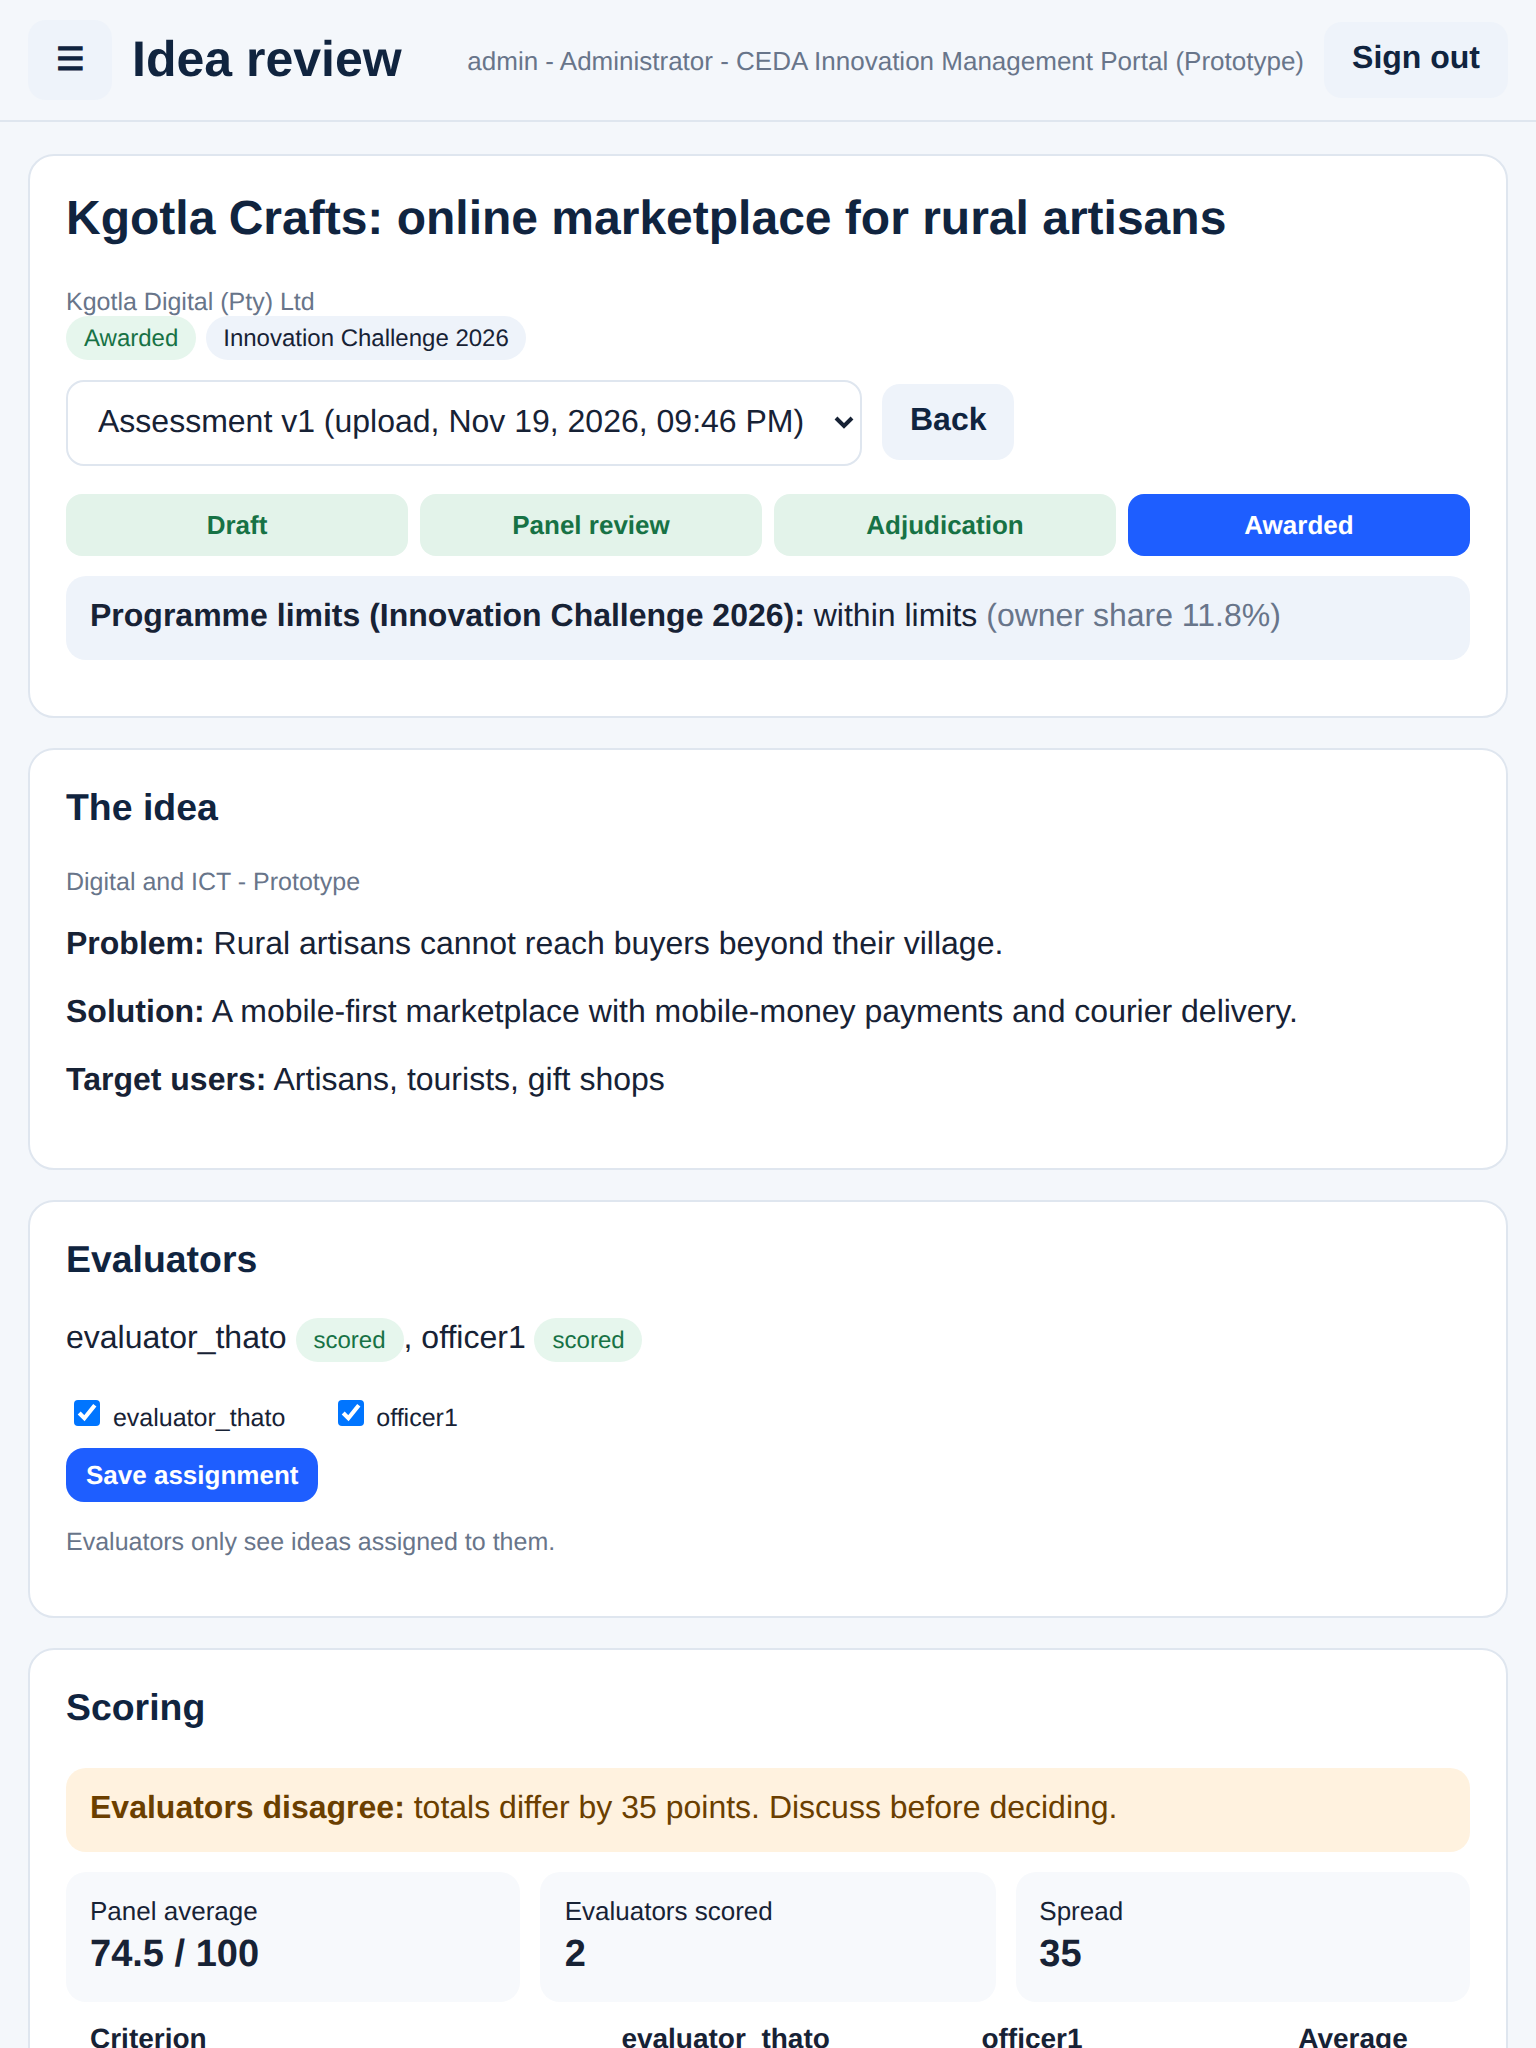 ☰ Idea review admin - Administrator - CEDA Innovation Management Portal (Prototype) Sign out
Kgotla Crafts: online marketplace for rural artisans
Kgotla Digital (Pty) Ltd
Awarded Innovation Challenge 2026
Assessment v1 (upload, Nov 19, 2026, 09:46 PM) Back
Draft Panel review Adjudication Awarded
Programme limits (Innovation Challenge 2026): within limits (owner share 11.8%)
The idea
Digital and ICT - Prototype
Problem: Rural artisans cannot reach buyers beyond their village.
Solution: A mobile-first marketplace with mobile-money payments and courier delivery.
Target users: Artisans, tourists, gift shops
Evaluators
evaluator_thato scored, officer1 scored
evaluator_thato officer1
Save assignment
Evaluators only see ideas assigned to them.
Scoring
Evaluators disagree: totals differ by 35 points. Discuss before deciding.
Panel average Evaluators scored Spread
74.5 / 100 2 35
Criterion evaluator_thato officer1 Average